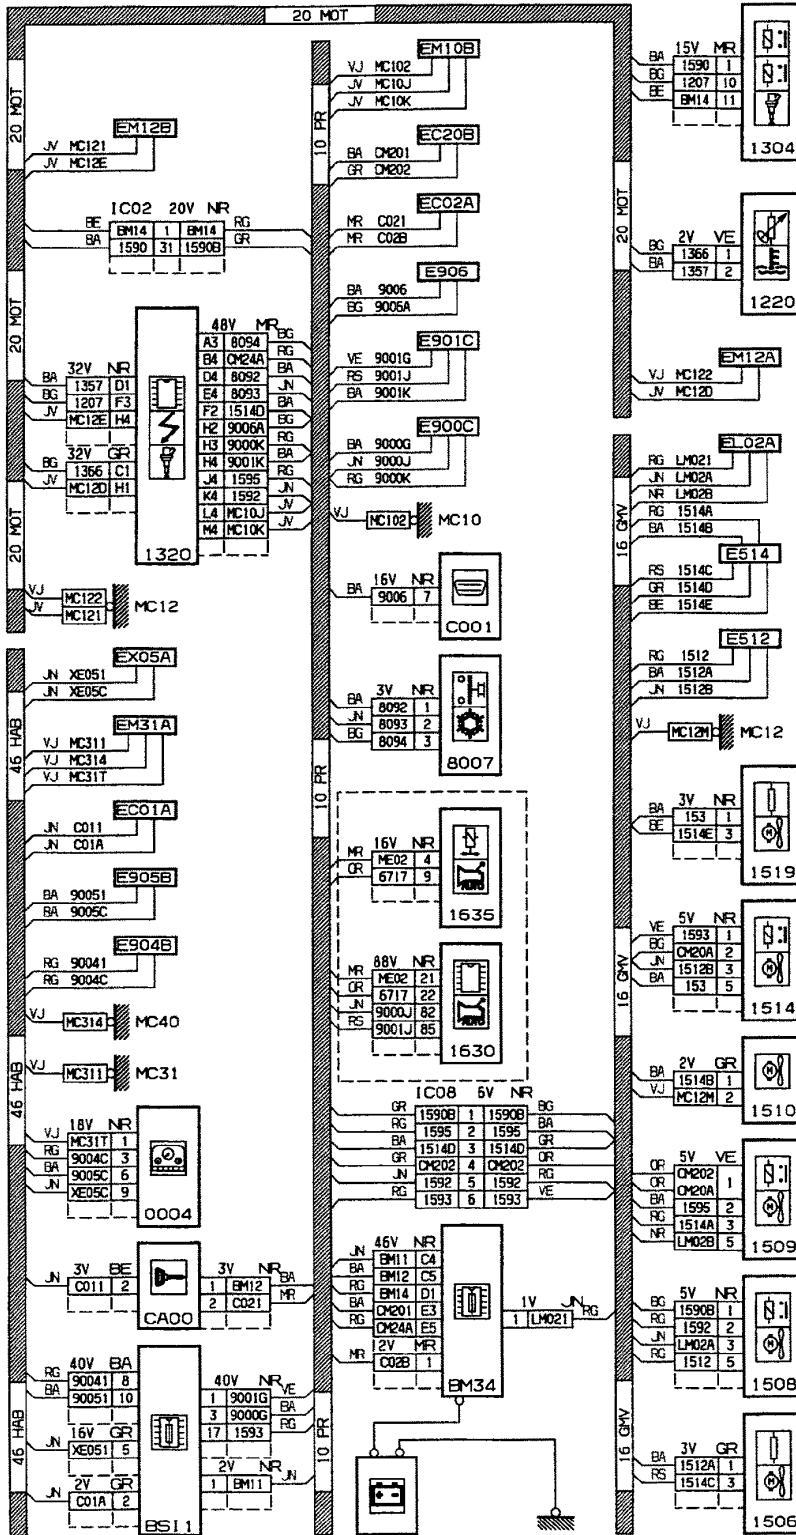 20 MOT
20 MOT
EM12B
JV MC121
JV MC12E
IC02 20V NR
BE BM14 1 BM14 RG
BA 1590 31 1590B GR
20 MOT
48V MR
A3 8094 BG
B4 CM24A RG
D4 8092 BA
E4 8093 JN
F2 1514D BA
H2 9006A BG
H3 9000K RG
H4 9001K BA
J4 1595 RG
K4 1592 JN
L4 MC10J JV
M4 MC10K JV
32V NR
BA 1357 D1
BG 1207 F3
JV MC12E H4
32V GR
BG 1366 C1
JV MC12D H1
1320
20 MOT
VJ MC122
JV MC121
MC12
46 HAB
EX05A
JN XE051
JN XE05C
EM31A
VJ MC311
VJ MC314
VJ MC31T
EC01A
JN C011
JN C01A
E905B
BA 90051
BA 9005C
E904B
RG 90041
RG 9004C
VJ MC314 MC40
46 HAB
VJ MC311 MC31
18V NR
VJ MC31T 1
RG 9004C 3
BA 9005C 6
JN XE05C 9
0004
3V BE
JN C011 2
CA00
3V NR
1 BM12 BA
2 C021 MR
46 HAB
40V BA
RG 90041 8
BA 90051 10
16V GR
JN XE051 5
2V GR
JN C01A 2
BSI1
40V NR
1 9001G VE
3 9000G BA
17 1593 RG
2V NR
1 BM11 JN
10 PR
EM10B
VJ MC102
JV MC10J
JV MC10K
EC20B
BA CM201
GR CM202
EC02A
MR C021
MR C02B
E906
BA 9006
BG 9006A
E901C
VE 9001G
RS 9001J
BA 9001K
E900C
BA 9000G
JN 9000J
RG 9000K
VJ MC102 MC10
16V NR
BA 9006 7
C001
3V NR
BA 8092 1
JN 8093 2
BG 8094 3
8007
10 PR
16V NR
MR ME02 4
OR 6717 9
AUTO
1635
88V NR
MR ME02 21
OR 6717 22
JN 9000J 82
RS 9001J 85
AUTO
1630
IC08 6V NR
GR 1590B 1 1590B BG
RG 1595 2 1595 BA
BA 1514D 3 1514D GR
GR CM202 4 CM202 OR
JN 1592 5 1592 RG
RG 1593 6 1593 VE
46V NR
JN BM11 C4
BA BM12 C5
RG BM14 D1
BA CM201 E3
RG CM24A E5
2V MR
MR C02B 1
BM34
1V JN
1 LM021 RG
10 PR
15V MR
BA 1590 1
BG 1207 10
BE BM14 11
1304
20 MOT
2V VE
BG 1366 1
BA 1357 2
1220
EM12A
VJ MC122
JV MC12D
16 GMV
EL02A
RG LM021
JN LM02A
NR LM02B
RG 1514A
BA 1514B
E514
RS 1514C
GR 1514D
BE 1514E
E512
RG 1512
BA 1512A
JN 1512B
VJ MC12M MC12
3V NR
BA 153 1
BE 1514E 3
M
1519
16 GMV
5V NR
VE 1593 1
BG CM20A 2
JN 1512B 3
BA 153 5
M
1514
2V GR
BA 1514B 1
VJ MC12M 2
M
1510
5V VE
OR CM202 1
OR CM20A
BA 1595 2
RG 1514A 3
NR LM02B 5
M
1509
5V NR
BG 1590B 1
RG 1592 2
JN LM02A 3
RG 1512 5
M
1508
16 GMV
3V GR
BA 1512A 1
RS 1514C 3
M
1506